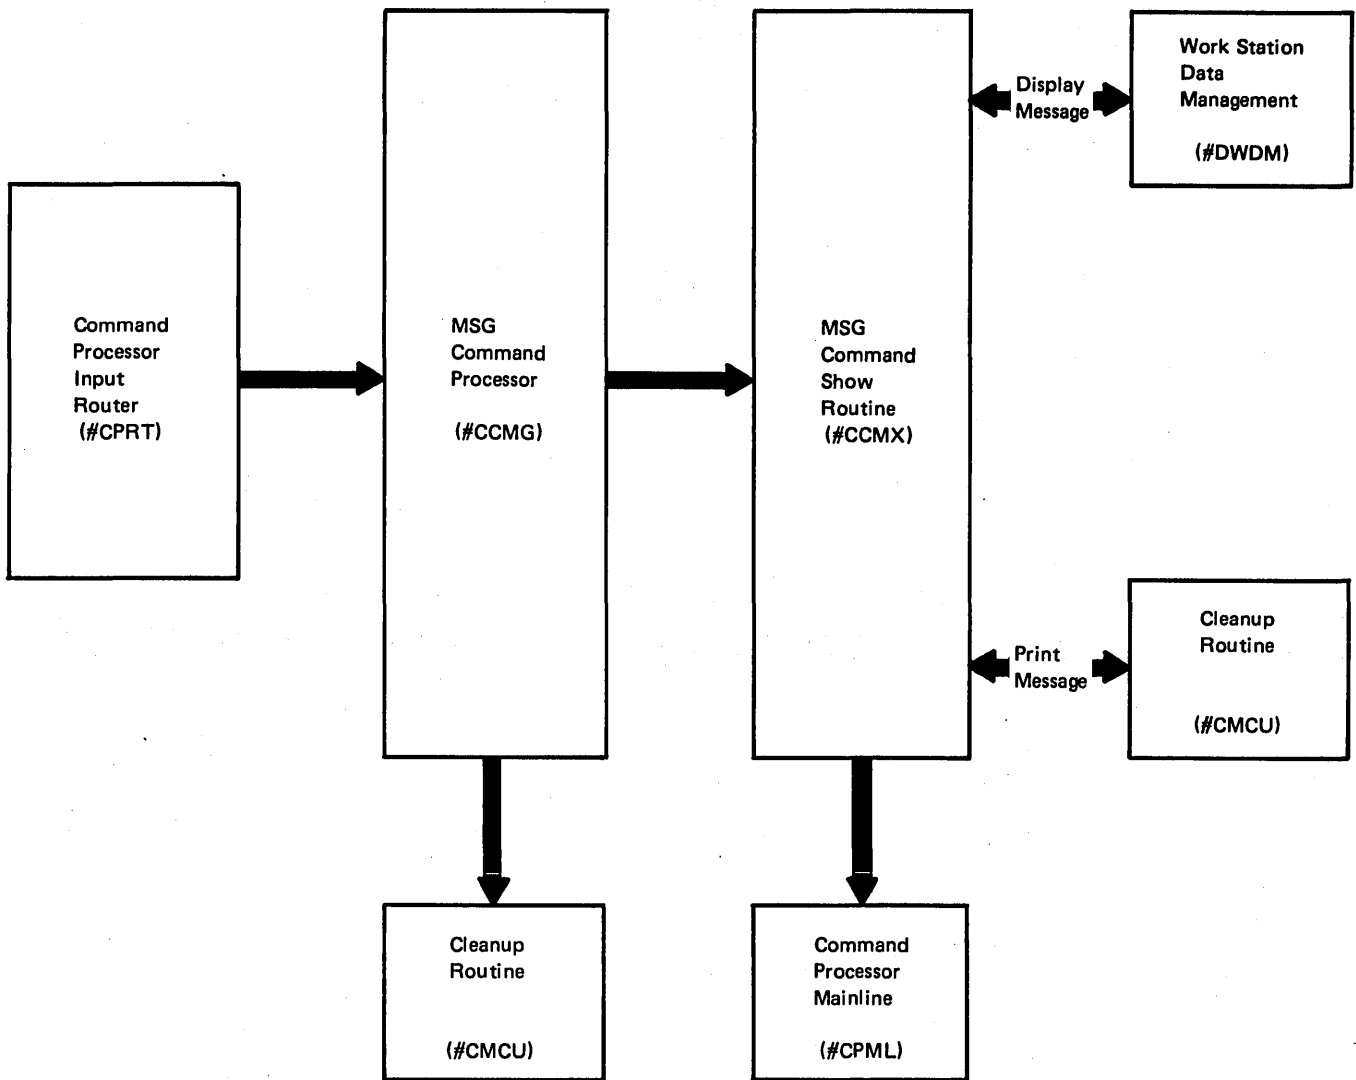 Work Station
Data
Management
(#DWDM)
Display
Message
Command
Processor
Input
Router
(#CPRT)
MSG
Command
Processor
(#CCMG)
MSG
Command
Show
Routine
(#CCMX)
Print
Message
Cleanup
Routine
(#CMCU)
Cleanup
Routine
(#CMCU)
Command
Processor
Mainline
(#CPML)